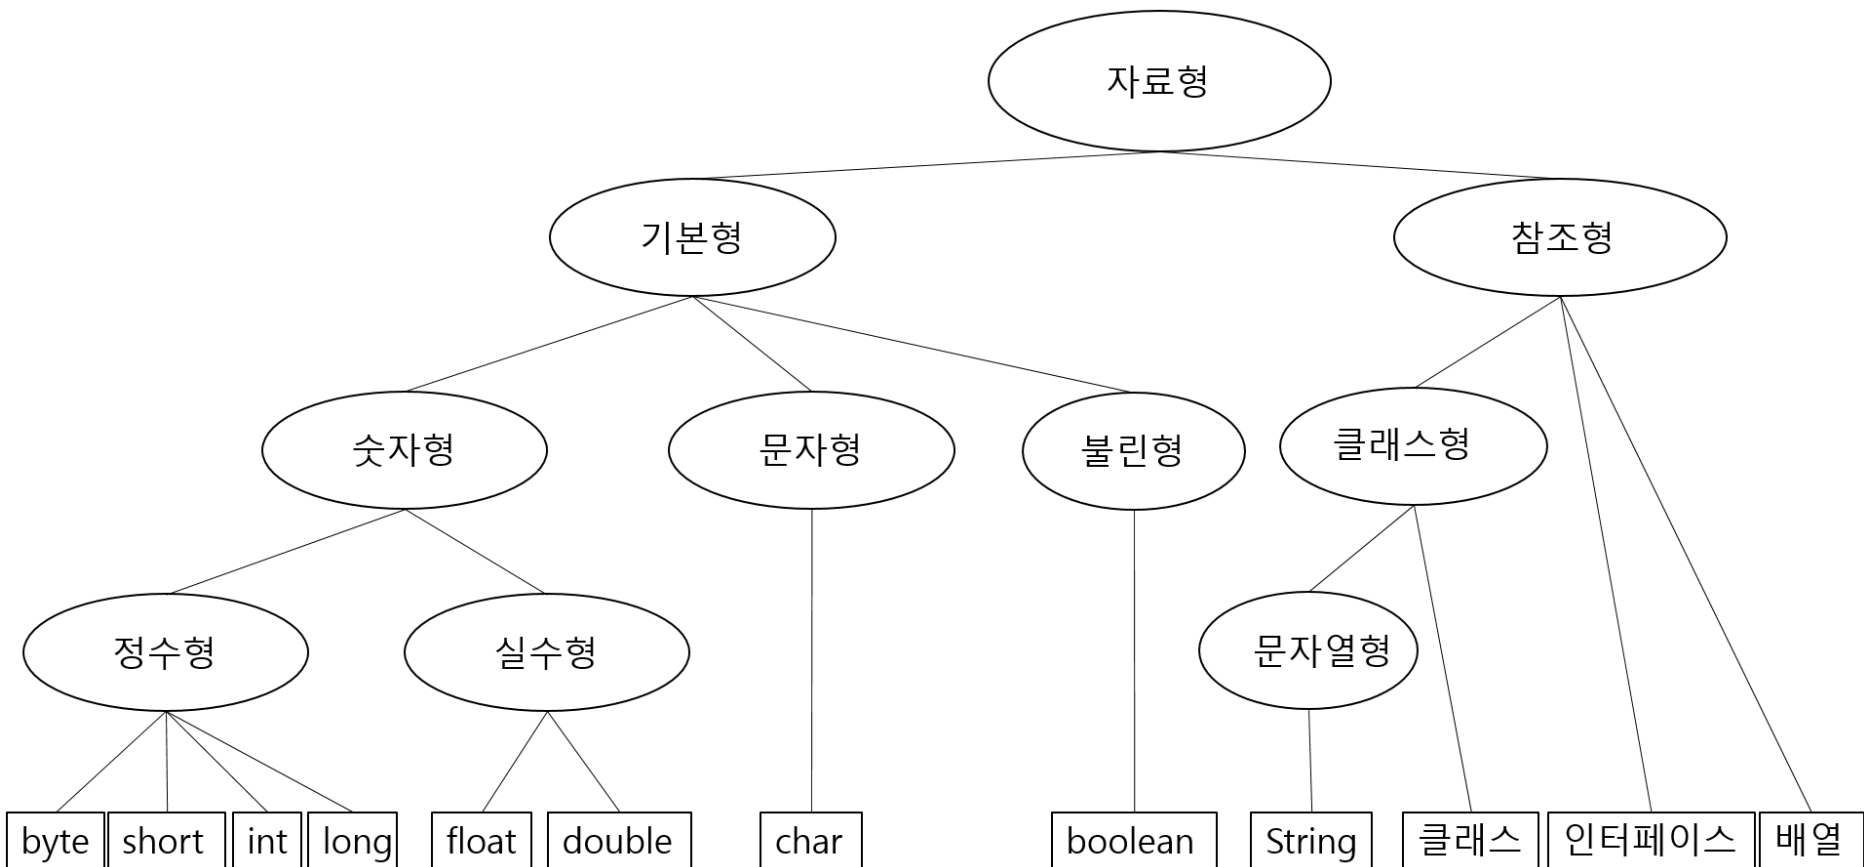 자료형
기본형
참조형
숫자형
문자형
불린형
클래스형
정수형
실수형
문자열형
byte
short
int
long
float
double
char
boolean
String
클래스
인터페이스
배열